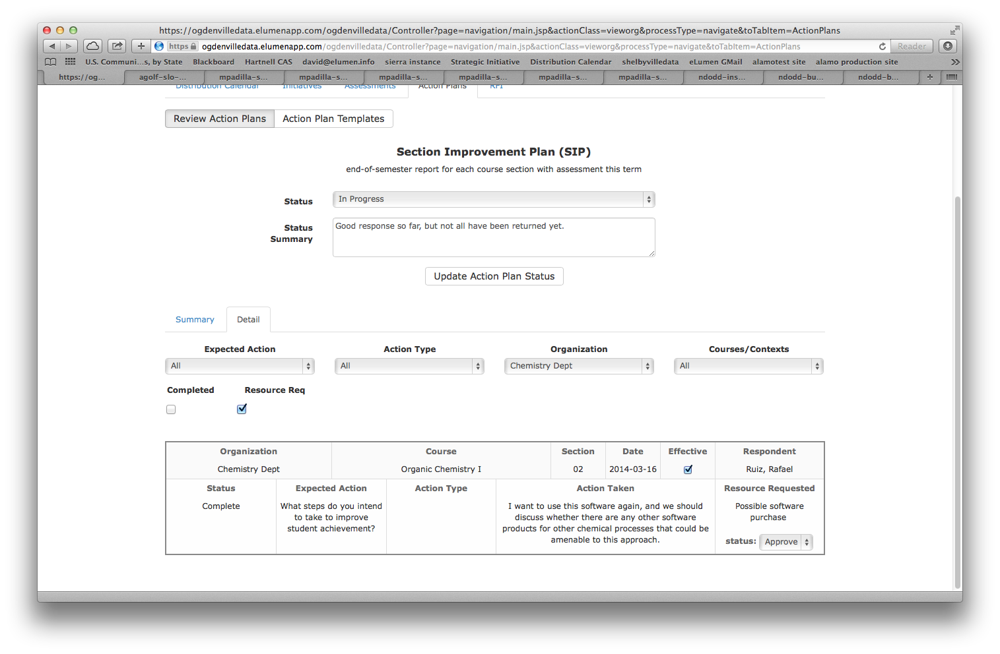 https://ogdenvilledata.elumenapp.com/ogdenvilledata/Controller?page=navigation/main.jsp&actionClass=vieworg&processType=navigate&toTabItem=ActionPlans
https ogdenvilledata.elumenapp.com/ogdenvilledata/Controller?page=navigation/main.jsp&actionClass=vieworg&processType=navigate&toTabItem=ActionPlans Reader
U.S. Communi...s, by State Blackboard Hartnell CAS david@elumen.info sierra instance Strategic Initiative Distribution Calendar shelbyvilledata eLumen GMail alamotest site alamo production site
https://og... agolf-slo-... mpadilla-s... mpadilla-s... mpadilla-s... mpadilla-s... mpadilla-s... mpadilla-s... ndodd-ins... ndodd-bu... ndodd-b...
Distribution Calendar Initiatives Assessments Action Plans RFI
Review Action Plans Action Plan Templates
Section Improvement Plan (SIP)
end-of-semester report for each course section with assessment this term
Status In Progress
Status Summary Good response so far, but not all have been returned yet.
Update Action Plan Status
Summary Detail
Expected Action Action Type Organization Courses/Contexts
All All Chemistry Dept All
Completed Resource Req
Organization Course Section Date Effective Respondent
Chemistry Dept Organic Chemistry I 02 2014-03-16 Ruiz, Rafael
Status Expected Action Action Type Action Taken Resource Requested
Complete What steps do you intend I want to use this software again, and we should Possible software
to take to improve discuss whether there are any other software purchase
student achievement? products for other chemical processes that could be
amenable to this approach. status: Approve